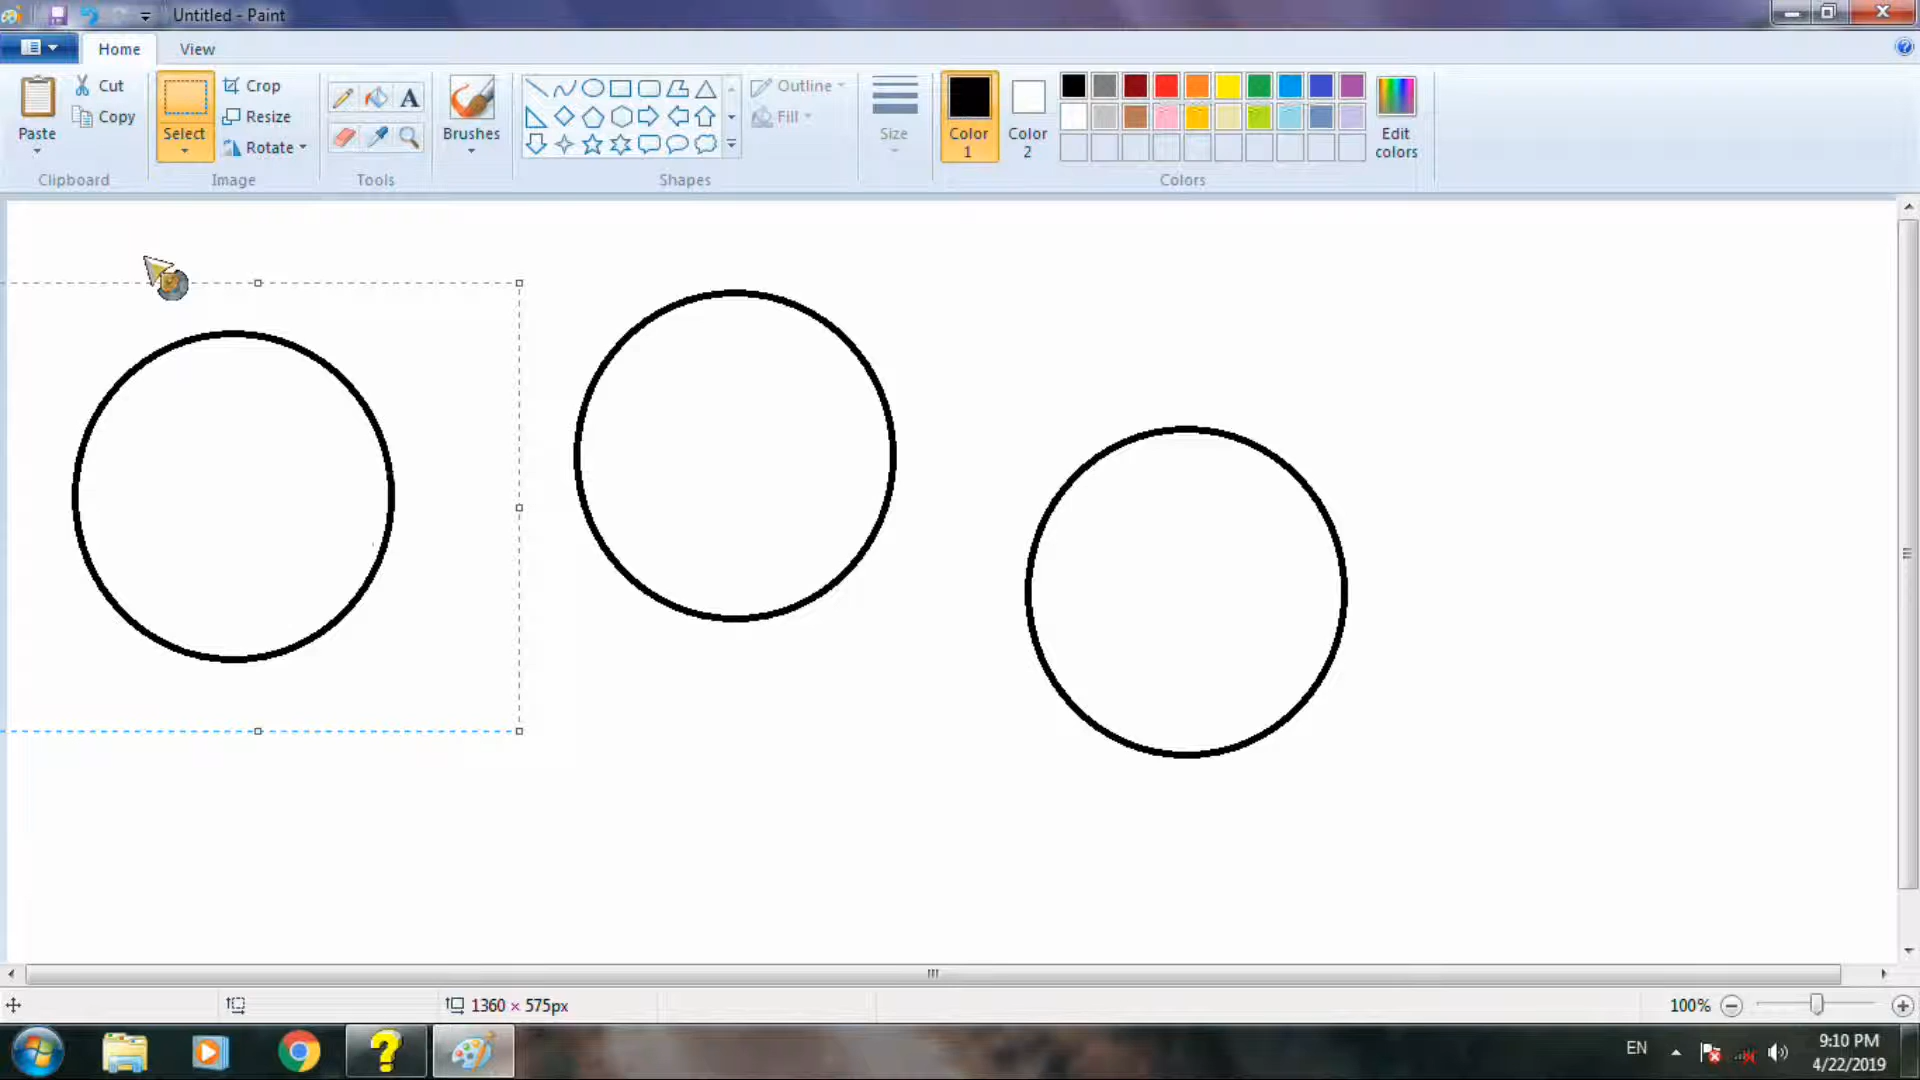 Untitled - Paint
Home View
Paste
Cut
Copy
Clipboard
Select
Crop
Resize
Rotate
Image
A
Tools
Brushes
Shapes
Outline
Fill
Size
Color 1
Color 2
Edit colors
Colors
1360 × 575px
100%
EN
9:10 PM
4/22/2019